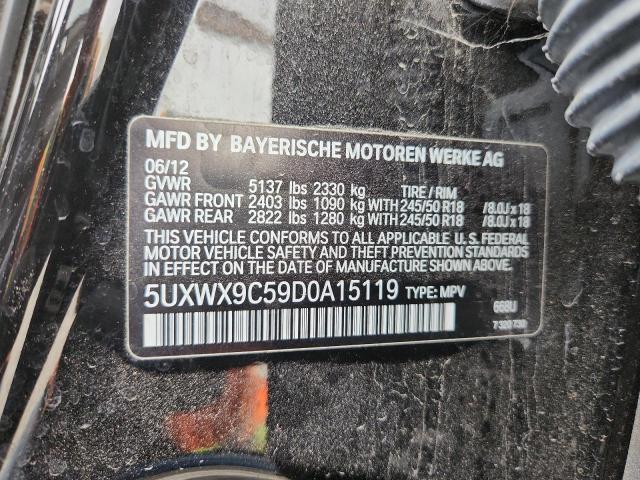 MFD BY BAYERISCHE MOTOREN WERKE AG
06/12
GVWR 5137 lbs 2330 kg TIRE / RIM
GAWR FRONT 2403 lbs 1090 kg WITH 245/50 R18 /8.0J x 18
GAWR REAR 2822 lbs 1280 kg WITH 245/50 R18 /8.0J x 18
THIS VEHICLE CONFORMS TO ALL APPLICABLE U.S. FEDERAL
MOTOR VEHICLE SAFETY AND THEFT PREVENTION STANDARDS
IN EFFECT ON THE DATE OF MANUFACTURE SHOWN ABOVE.
5UXWX9C59D0A15119 TYPE: MPV
668U